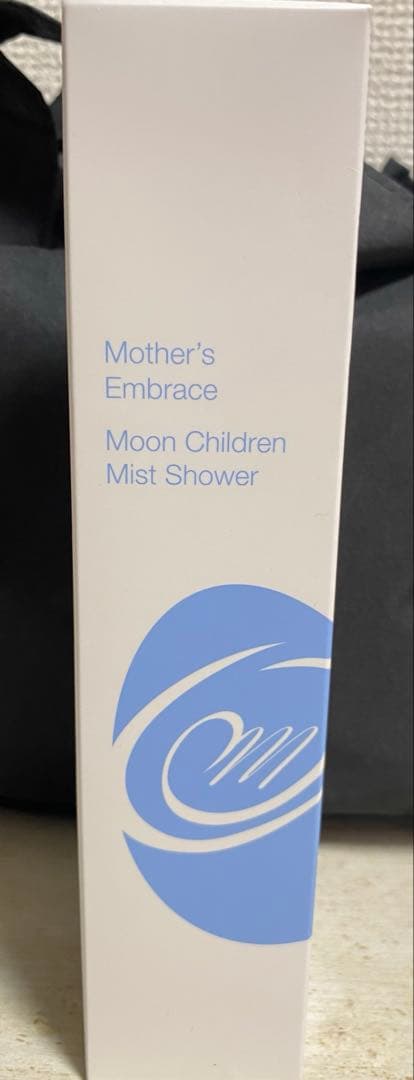 Mother's
Embrace
Moon Children
Mist Shower
m